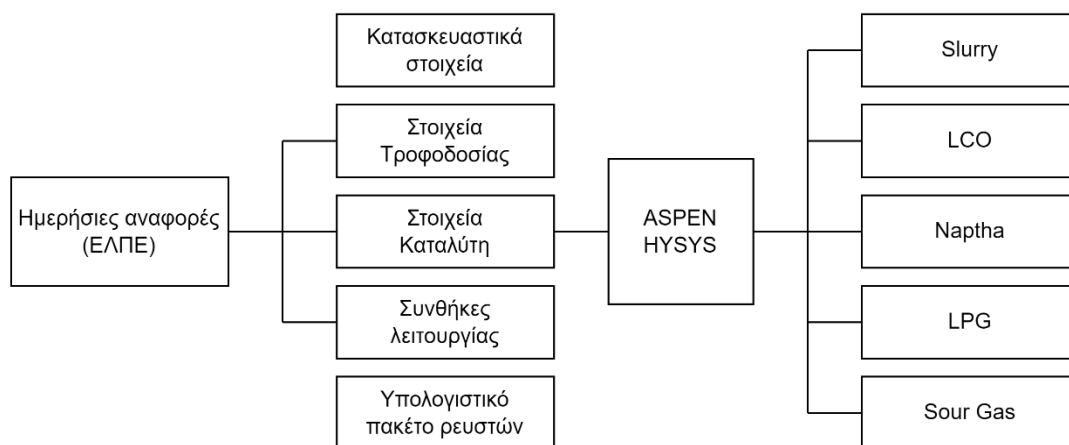 Κατασκευαστικά
στοιχεία
Στοιχεία
Τροφοδοσίας
Ημερήσιες αναφορές
(ΕΛΠΕ)
Στοιχεία
Καταλύτη
Συνθήκες
λειτουργίας
Υπολογιστικό
πακέτο ρευστών
ASPEN
HYSYS
Slurry
LCO
Naptha
LPG
Sour Gas